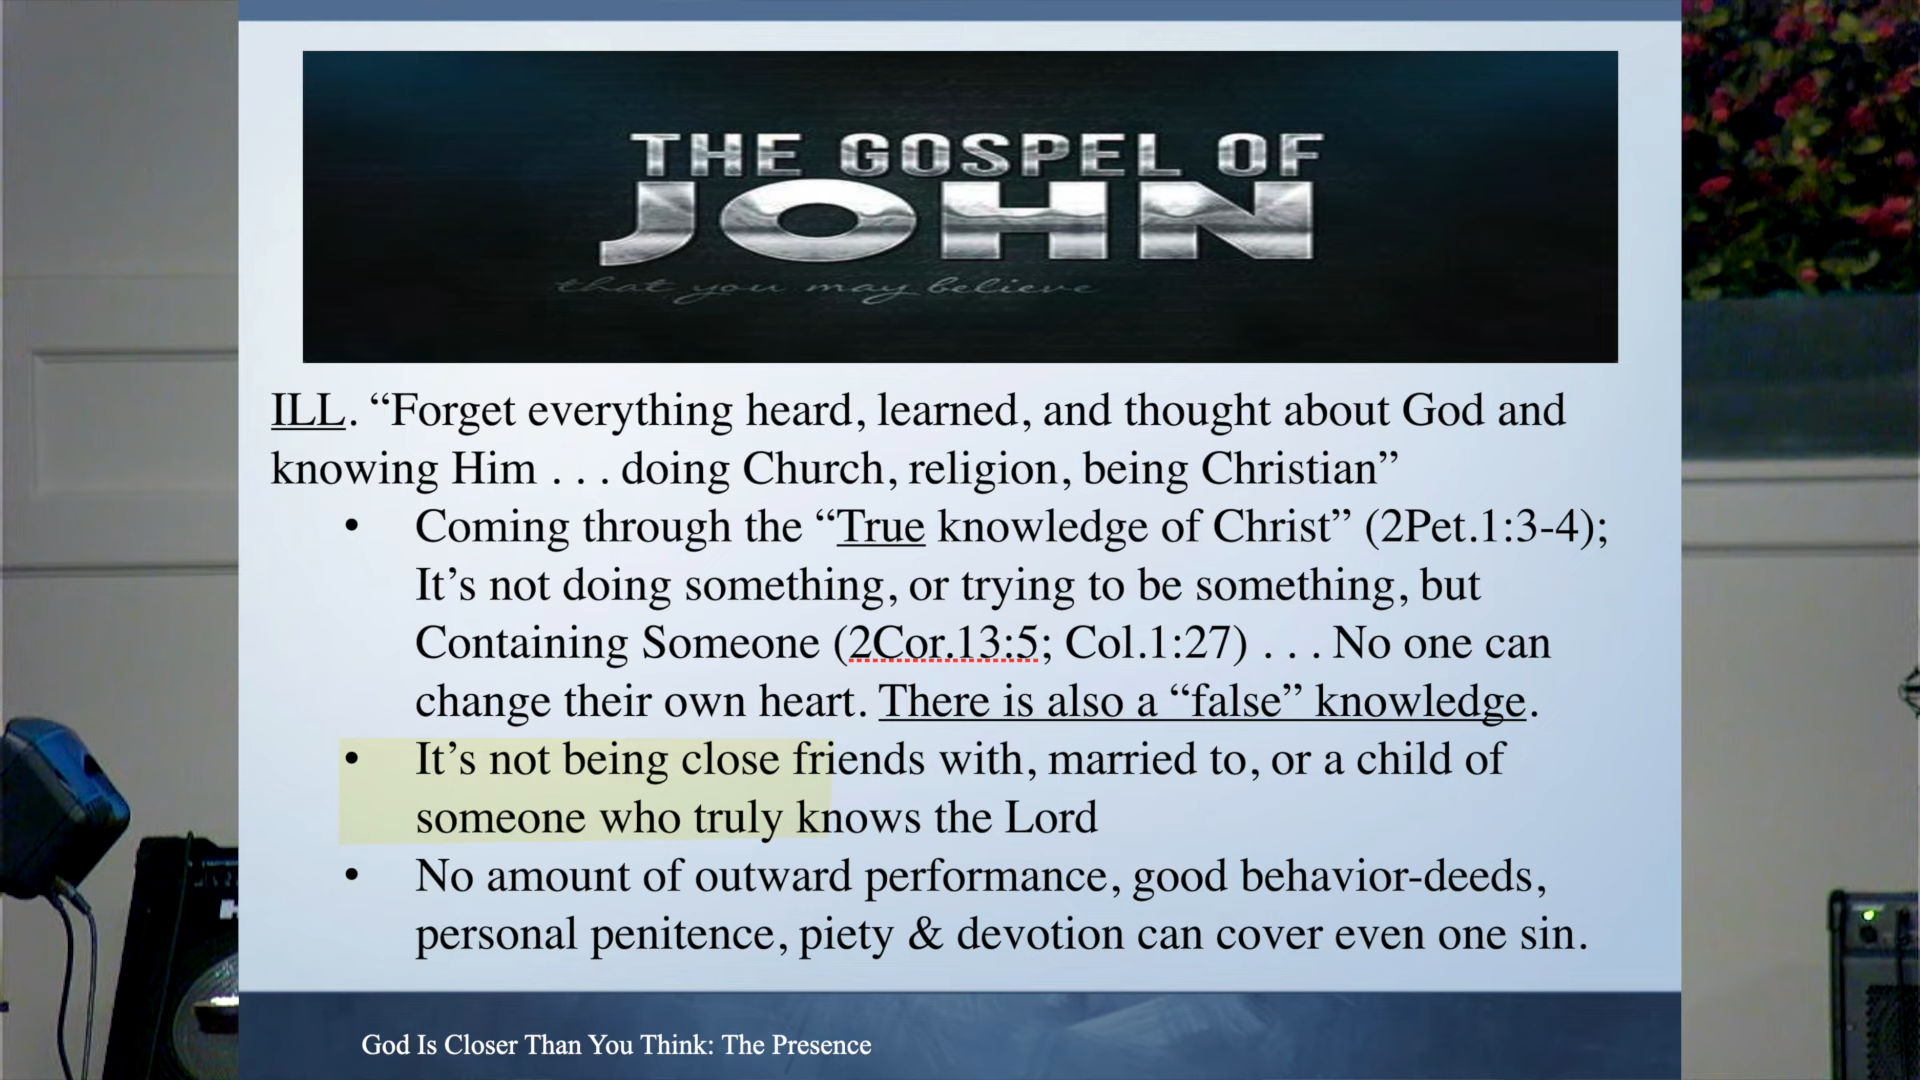 THE GOSPEL OF
JOHN
that you may believe
ILL. “Forget everything heard, learned, and thought about God and
knowing Him . . . doing Church, religion, being Christian”
• Coming through the “True knowledge of Christ” (2Pet.1:3-4);
It’s not doing something, or trying to be something, but
Containing Someone (2Cor.13:5; Col.1:27) . . . No one can
change their own heart. There is also a “false” knowledge.
• It’s not being close friends with, married to, or a child of
someone who truly knows the Lord
• No amount of outward performance, good behavior-deeds,
personal penitence, piety & devotion can cover even one sin.
God Is Closer Than You Think: The Presence